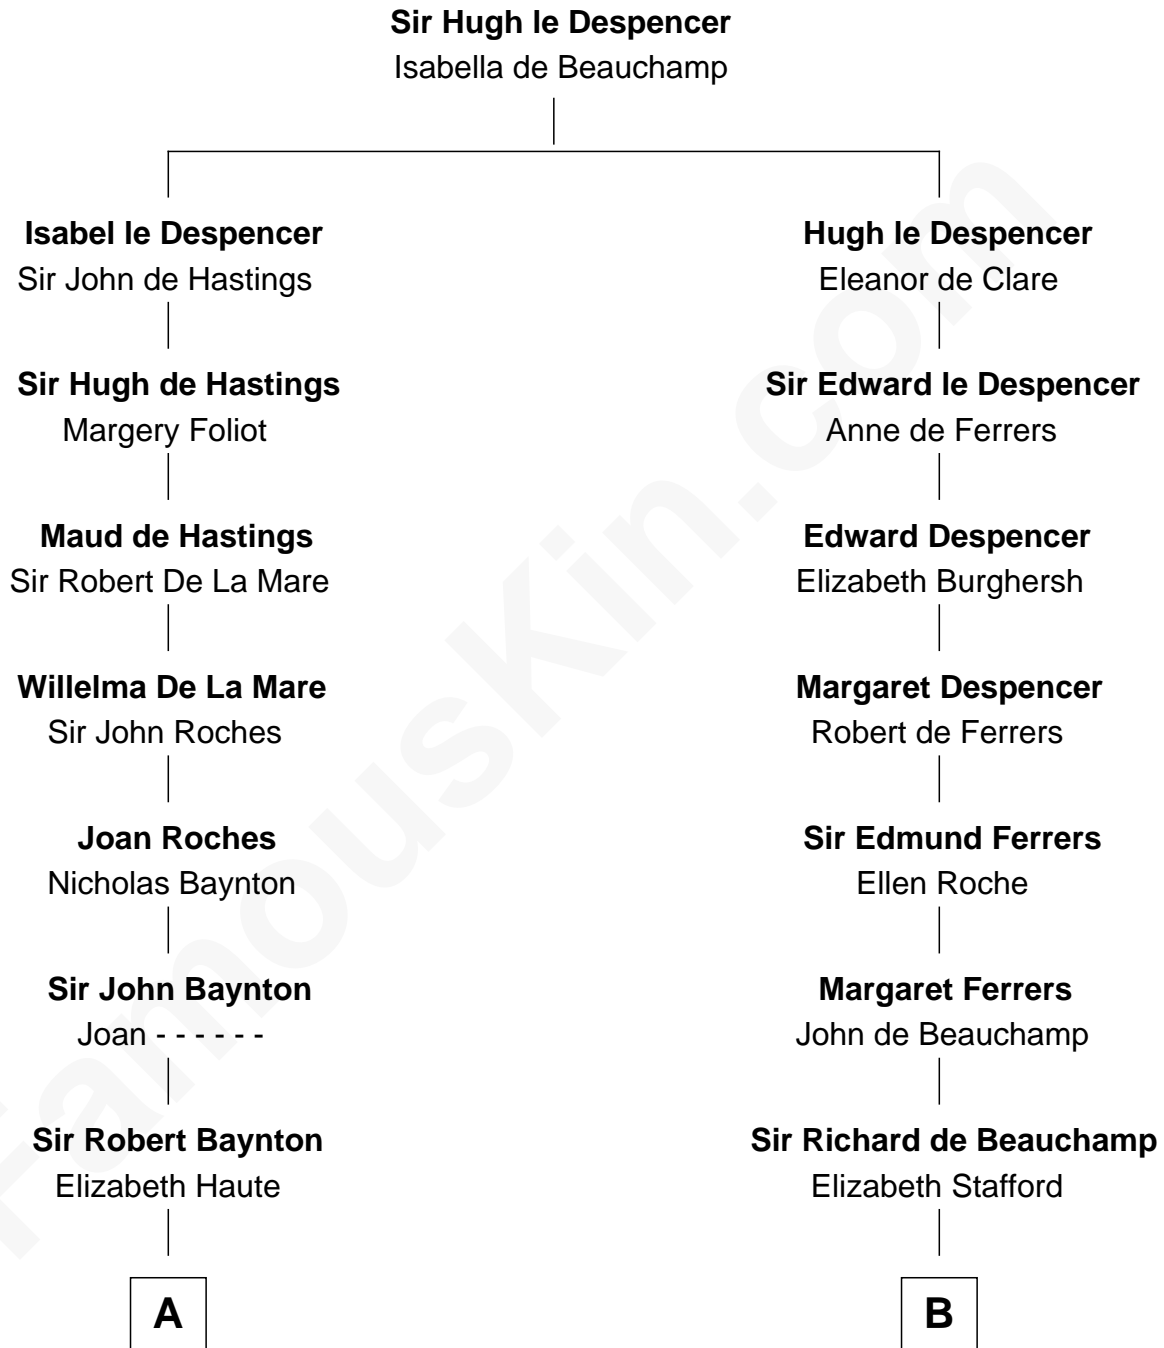 Sir Hugh le Despencer
Isabella de Beauchamp
Isabel le Despencer
Sir John de Hastings
Hugh le Despencer
Eleanor de Clare
Sir Hugh de Hastings
Margery Foliot
Sir Edward le Despencer
Anne de Ferrers
Maud de Hastings
Sir Robert De La Mare
Edward Despencer
Elizabeth Burghersh
Willelma De La Mare
Sir John Roches
Margaret Despencer
Robert de Ferrers
Joan Roches
Nicholas Baynton
Sir Edmund Ferrers
Ellen Roche
Sir John Baynton
Joan - - - - - -
Margaret Ferrers
John de Beauchamp
Sir Robert Baynton
Elizabeth Haute
Sir Richard de Beauchamp
Elizabeth Stafford
A
B
FamousKin.com